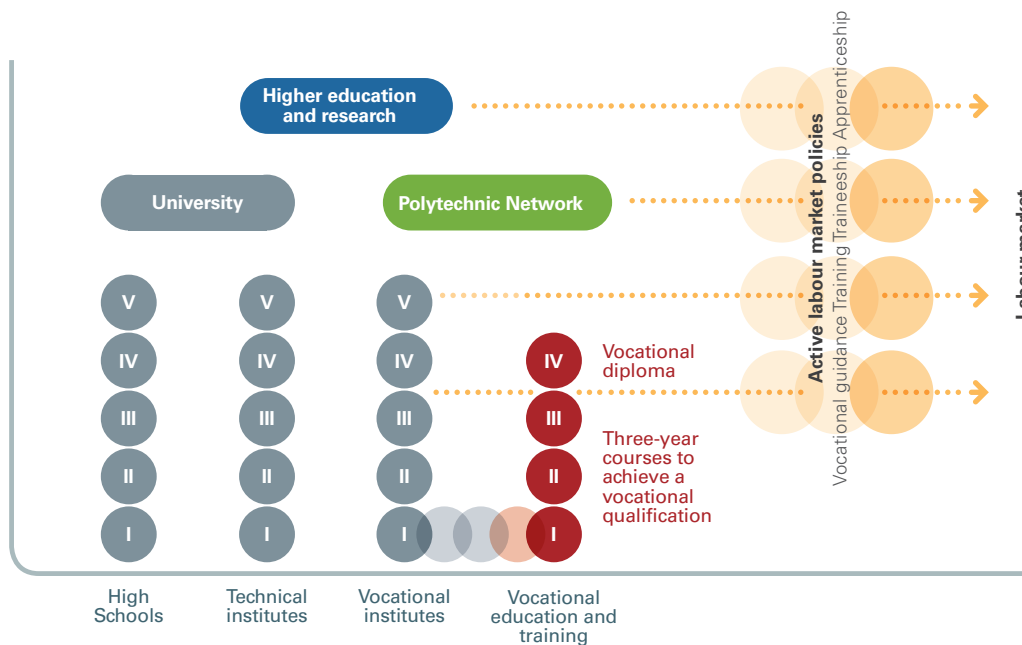 Higher education
and research
University
Polytechnic Network
V
V
V
IV
IV
IV
IV
Vocational
diploma
III
III
III
III
Three-year
courses to
achieve a
vocational
qualification
II
II
II
II
I
I
I
I
High
Schools
Technical
institutes
Vocational
institutes
Vocational
education and
training
Active labour market policies
Vocational guidance Training Traineeship Apprenticeship
Labour market